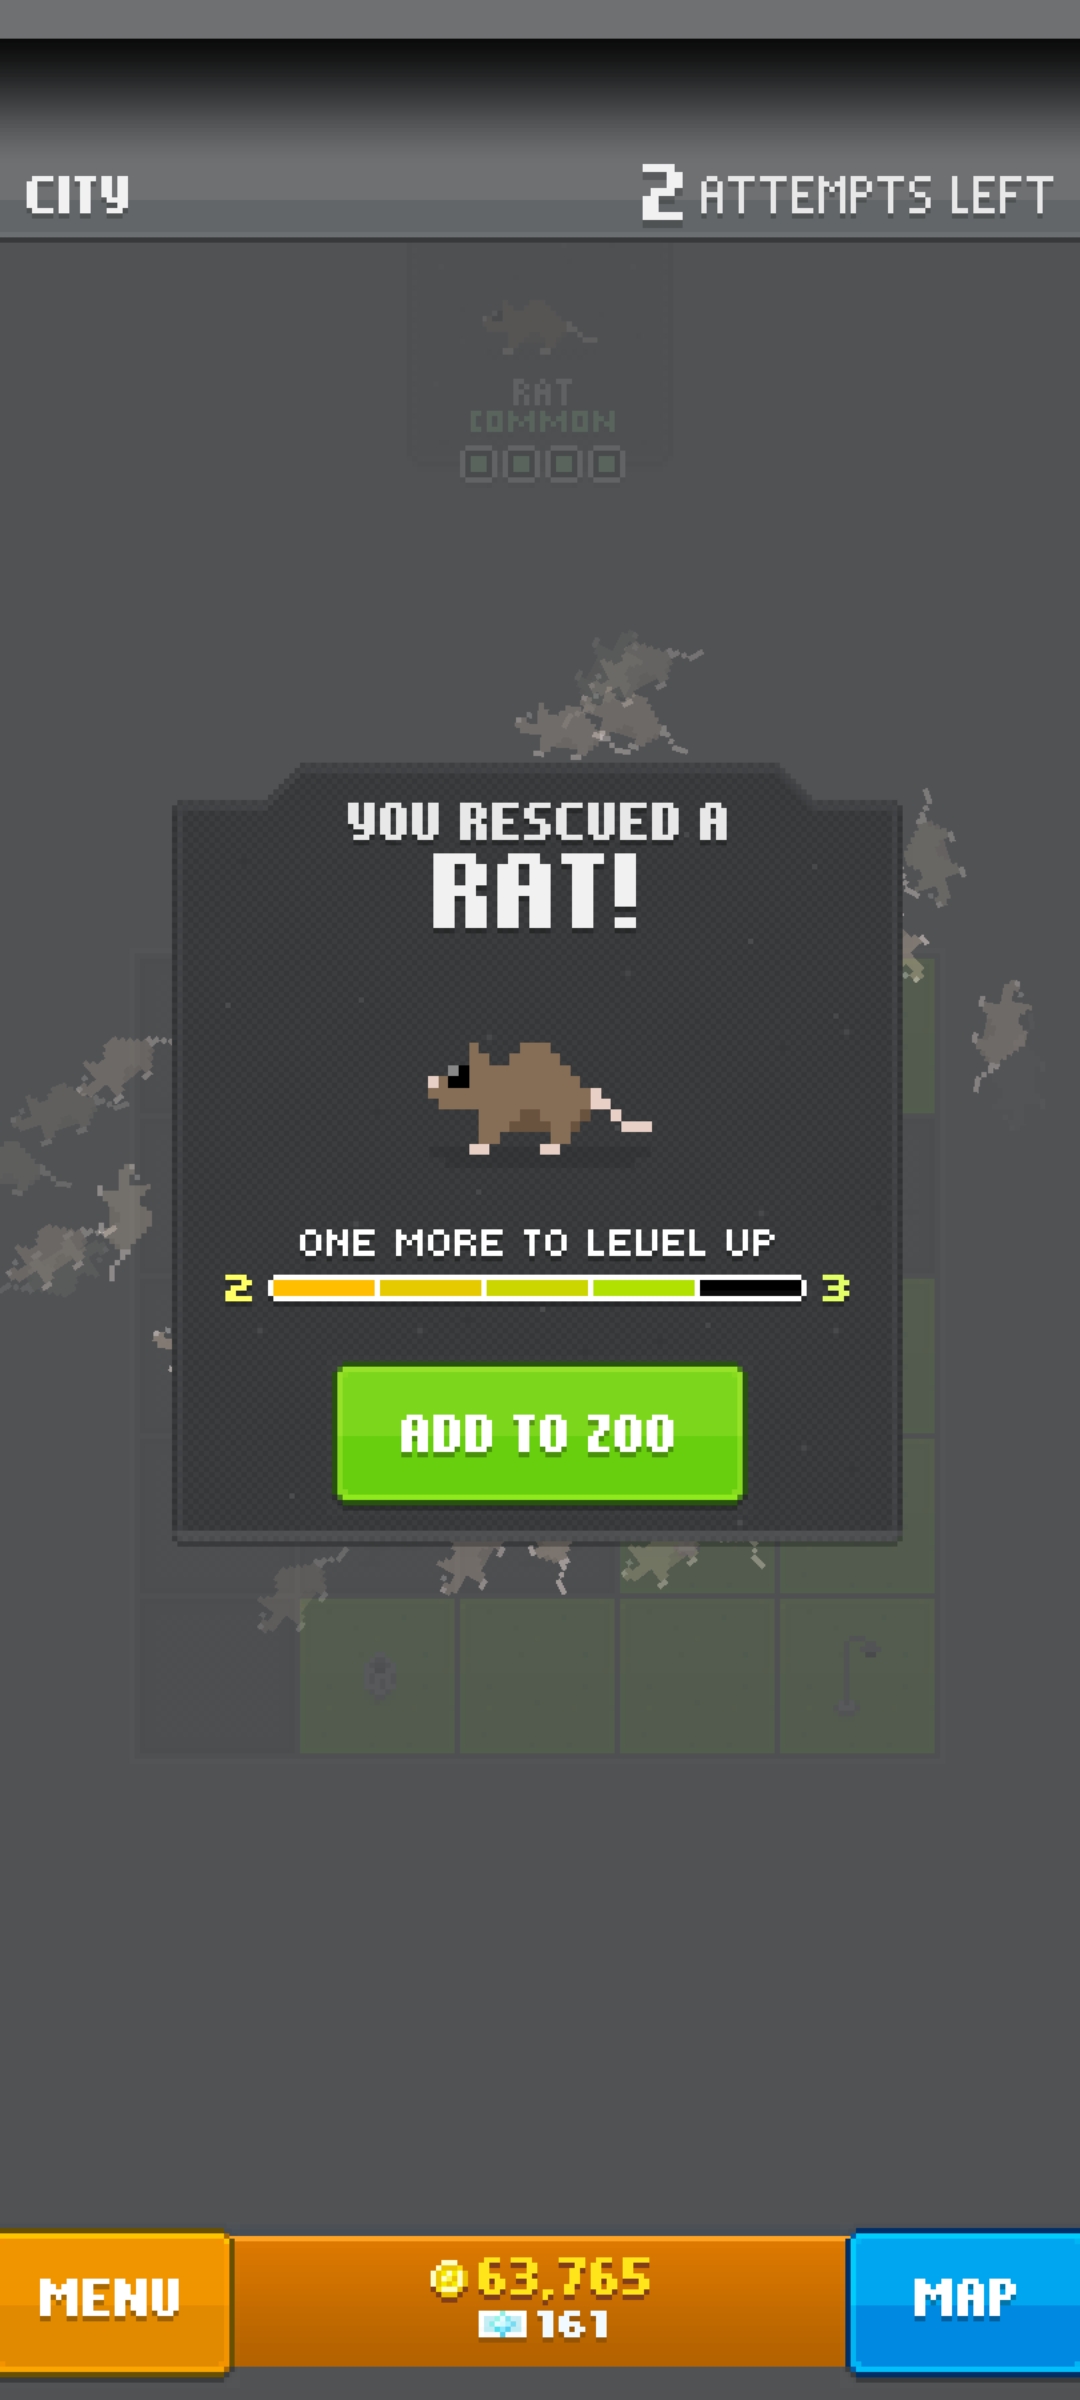 CITY
2 ATTEMPTS LEFT
RAT
COMMON
YOU RESCUED A
RAT!
ONE MORE TO LEVEL UP
2 3
ADD TO ZOO
MENU
63,765
161
MAP